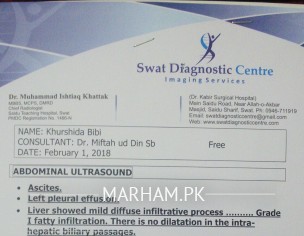 Swat Diagnostic Centre
Imaging Services
Dr. Muhammad Ishtiaq Khattak
MBBS, MCPS, DMRD
Chief Radiologist
Saidu Teaching Hospital, Swat
PMDC Registration No.
(Dr. Kabir Surgical Hospital)
Main Saidu Road, Near Allah-o-Akbar
Masjid, Saidu Sharif, Swat. Ph: 0946-711919
Email: swatdiagnostic@gmail.com
Web: www.swatdiagnosticcentre.com
NAME: Khurshida Bibi
CONSULTANT: Dr. Miftah ud Din Sb Free
DATE: February 1, 2018
ABDOMINAL ULTRASOUND
• Ascites.
• Left pleural effusion.
MARHAM.PK
• Liver showed mild diffuse infiltrative process .......... Grade
I fatty infiltration. There is no dilatation in the intra-
hepatic biliary passages.